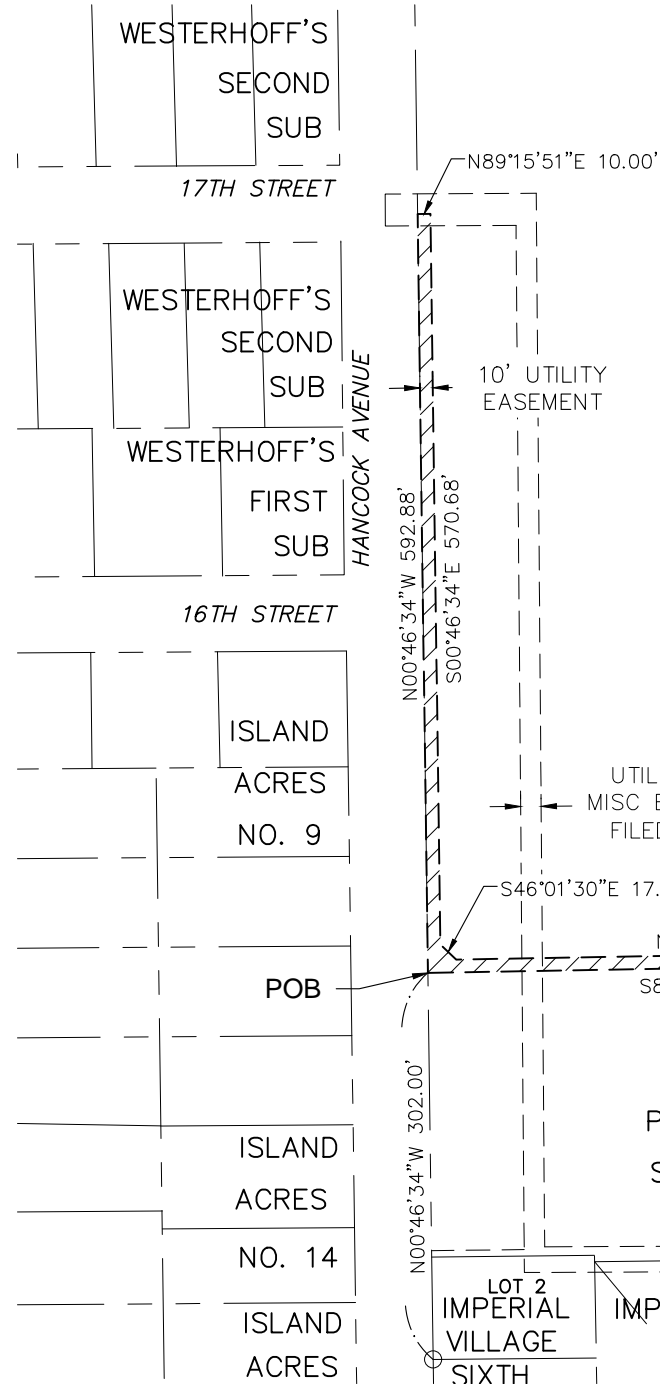 WESTERHOFF'S
SECOND
SUB
N89°15'51"E 10.00'
17TH STREET
WESTERHOFF'S
SECOND
SUB
HANCOCK AVENUE
10' UTILITY
EASEMENT
WESTERHOFF'S
FIRST
SUB
N00°46'34"W 592.88'
S00°46'34"E 570.68'
16TH STREET
ISLAND
ACRES
NO. 9
UTIL
MISC
FILED
S46°01'30"E 17.
POB
S8
N00°46'34"W 302.00'
ISLAND
ACRES
NO. 14
LOT 2
IMPERIAL
VILLAGE
SIXTH
IMP
ISLAND
ACRES